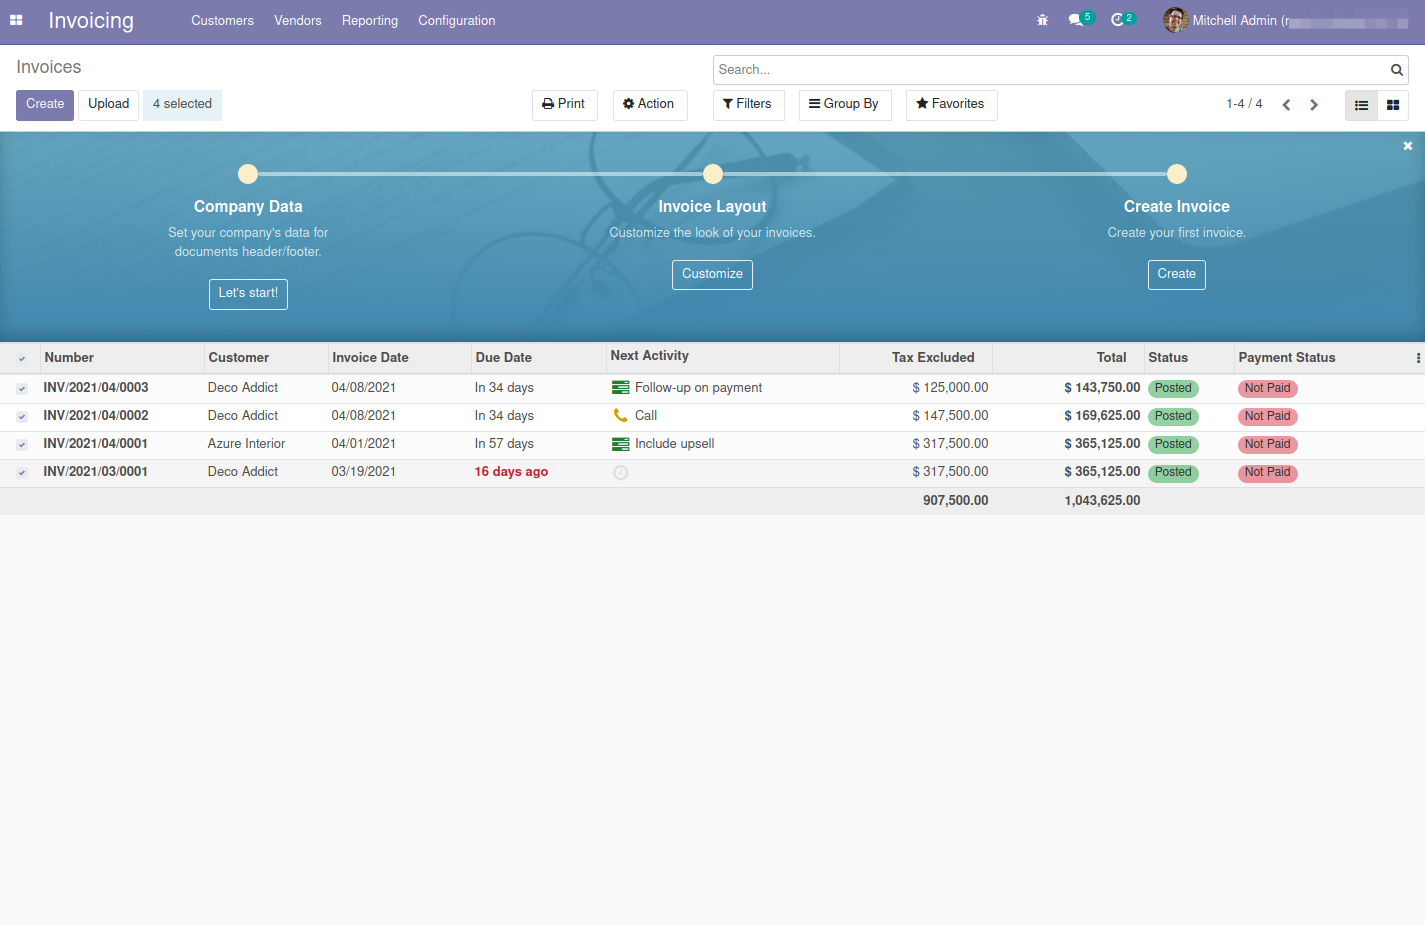 Invoicing Customers Vendors Reporting Configuration 5 2 Mitchell Admin
Invoices
Search...
Create Upload 4 selected Print Action Filters Group By Favorites 1-4 / 4
Company Data Invoice Layout Create Invoice
Set your company's data for Customize the look of your invoices. Create your first invoice.
documents header/footer.
Customize Create
Let's start!
Number Customer Invoice Date Due Date Next Activity Tax Excluded Total Status Payment Status
INV/2021/04/0003 Deco Addict 04/08/2021 In 34 days Follow-up on payment $ 125,000.00 $ 143,750.00 Posted Not Paid
INV/2021/04/0002 Deco Addict 04/08/2021 In 34 days Call $ 147,500.00 $ 169,625.00 Posted Not Paid
INV/2021/04/0001 Azure Interior 04/01/2021 In 57 days Include upsell $ 317,500.00 $ 365,125.00 Posted Not Paid
INV/2021/03/0001 Deco Addict 03/19/2021 16 days ago $ 317,500.00 $ 365,125.00 Posted Not Paid
907,500.00 1,043,625.00